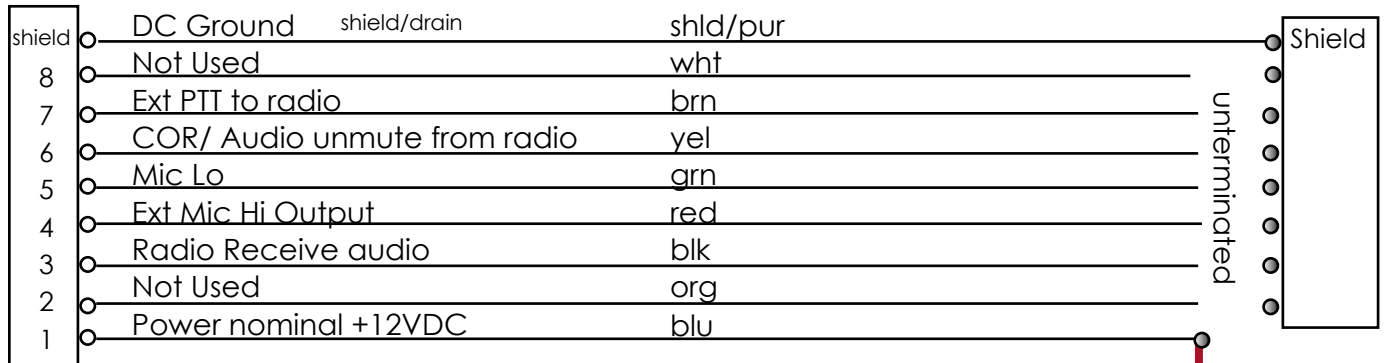 shield DC Ground shield/drain shld/pur Shield
8 Not Used wht
7 Ext PTT to radio brn
6 COR/ Audio unmute from radio yel
5 Mic Lo grn
4 Ext Mic Hi Output red
3 Radio Receive audio blk
2 Not Used org
1 Power nominal +12VDC blu
unterminated